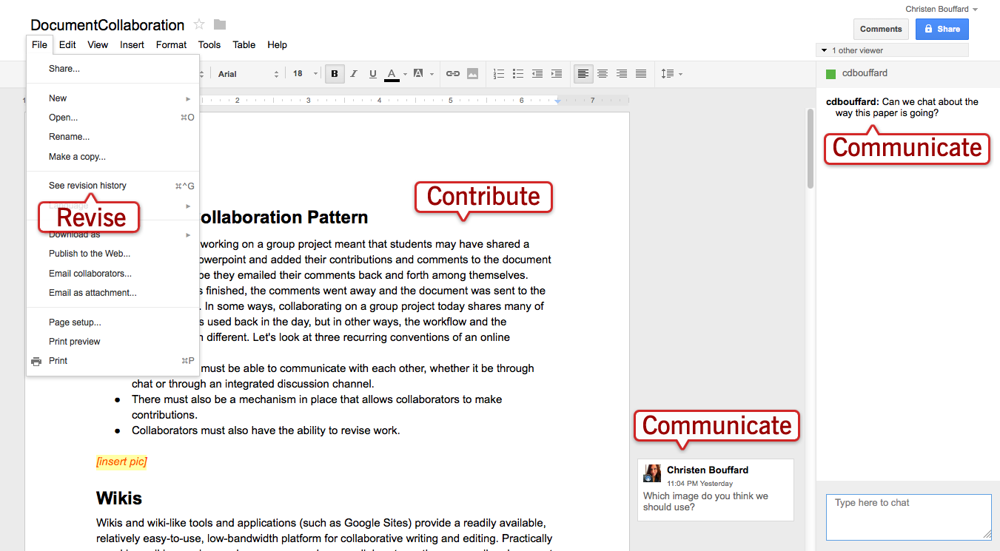 Christen Bouffard
DocumentCollaboration
Comments
Share
File Edit View Insert Format Tools Table Help
1 other viewer
Share...
Arial
18
B I U A A
cdbouffard
New
Open... ⌘O
Rename...
Make a copy...
See revision history ⌘^G
Language
Revise
Download as
Publish to the Web...
Email collaborators...
Email as attachment...
Page setup...
Print preview
Print ⌘P
1 2 3 4 5 6 7
Contribute
ollaboration Pattern
working on a group project meant that students may have shared a
owerpoint and added their contributions and comments to the document
be they emailed their comments back and forth among themselves.
s finished, the comments went away and the document was sent to the
. In some ways, collaborating on a group project today shares many of
s used back in the day, but in other ways, the workflow and the
n different. Let's look at three recurring conventions of an online
must be able to communicate with each other, whether it be through
chat or through an integrated discussion channel.
● There must also be a mechanism in place that allows collaborators to make
contributions.
● Collaborators must also have the ability to revise work.
[insert pic]
Wikis
Wikis and wiki-like tools and applications (such as Google Sites) provide a readily available,
relatively easy-to-use, low-bandwidth platform for collaborative writing and editing. Practically
Communicate
Christen Bouffard
11:04 PM Yesterday
Which image do you think we
should use?
cdbouffard: Can we chat about the
way this paper is going?
Communicate
Type here to chat